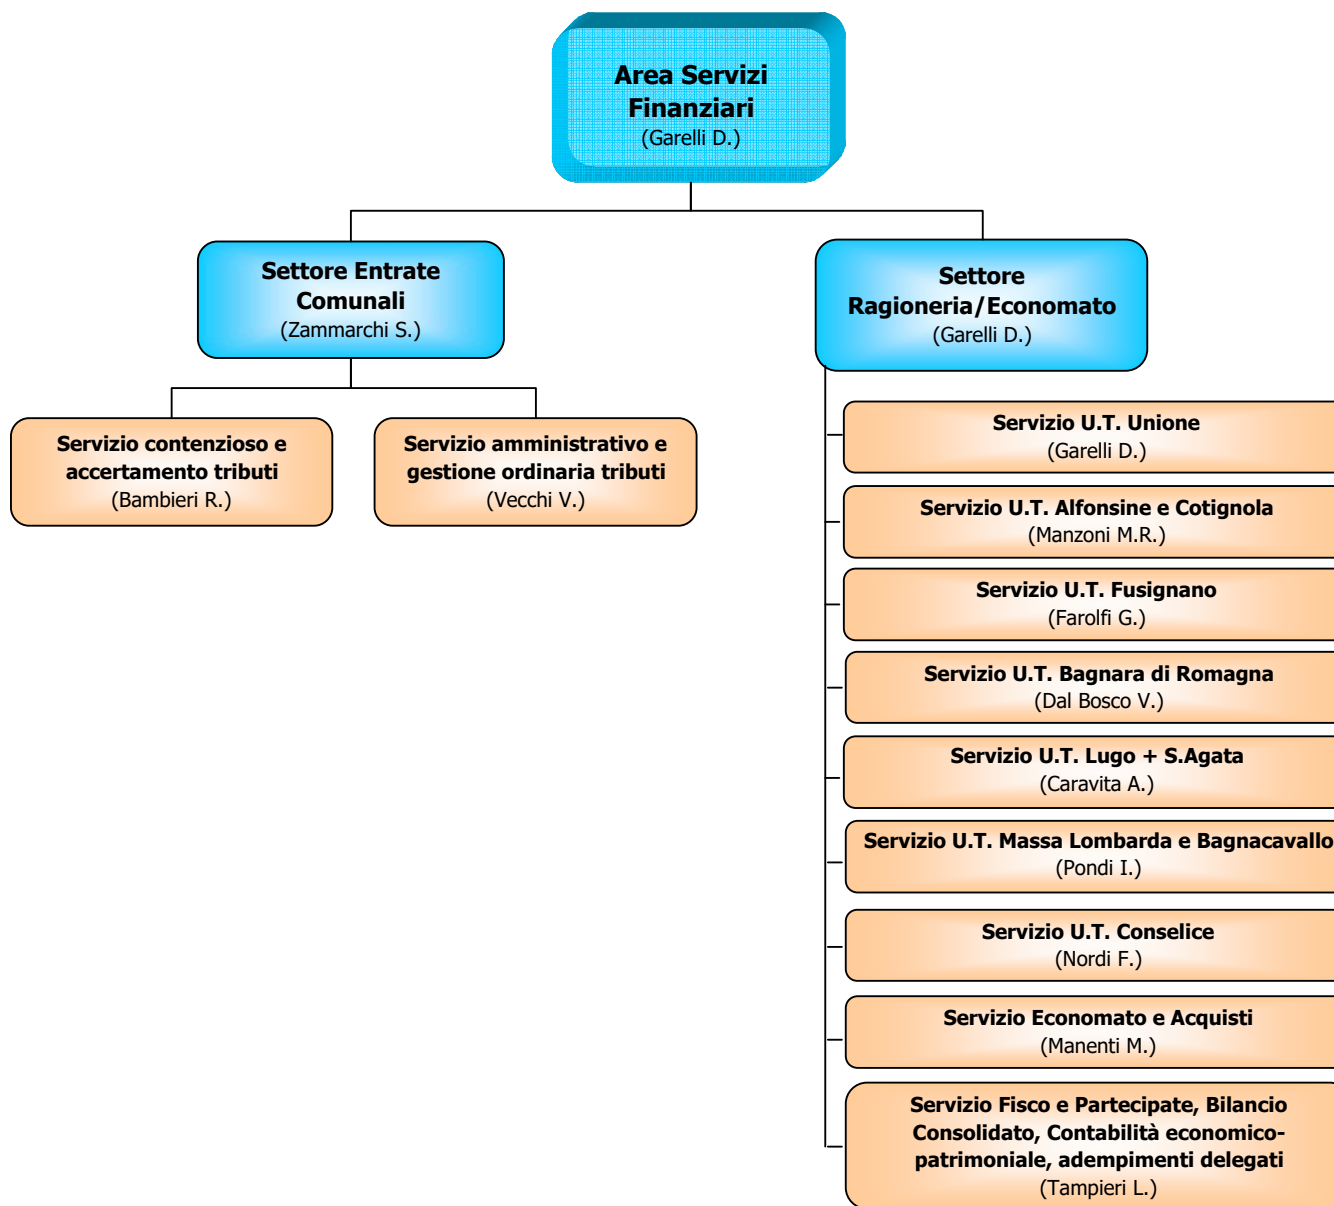 Area Servizi
Finanziari
(Garelli D.)
Settore Entrate
Comunali
(Zammarchi S.)
Settore
Ragioneria/Economato
(Garelli D.)
Servizio contenzioso e
accertamento tributi
(Bambieri R.)
Servizio amministrativo e
gestione ordinaria tributi
(Vecchi V.)
Servizio U.T. Unione
(Garelli D.)
Servizio U.T. Alfonsine e Cotignola
(Manzoni M.R.)
Servizio U.T. Fusignano
(Farolfi G.)
Servizio U.T. Bagnara di Romagna
(Dal Bosco V.)
Servizio U.T. Lugo + S.Agata
(Caravita A.)
Servizio U.T. Massa Lombarda e Bagnacavallo
(Pondi I.)
Servizio U.T. Conselice
(Nordi F.)
Servizio Economato e Acquisti
(Manenti M.)
Servizio Fisco e Partecipate, Bilancio
Consolidato, Contabilità economico-
patrimoniale, adempimenti delegati
(Tampieri L.)